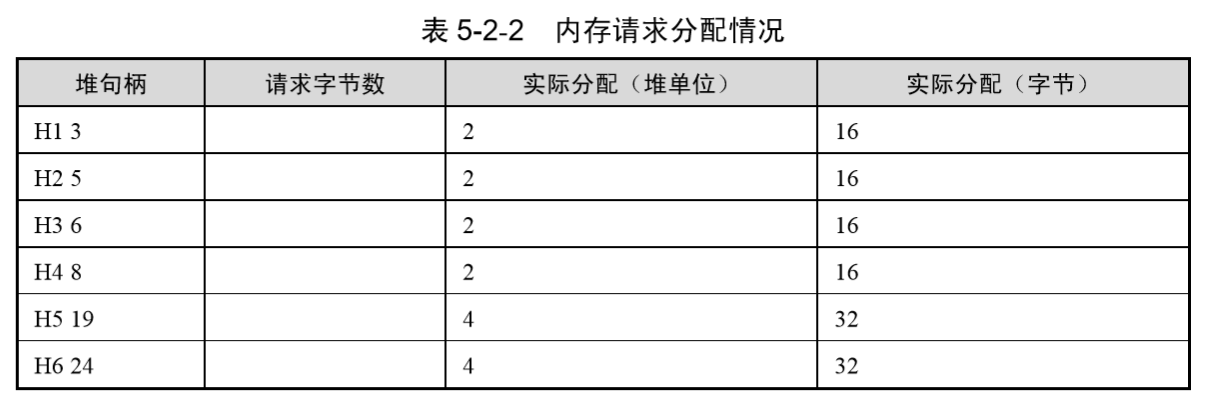 表 5-2-2 内存请求分配情况
堆句柄 请求字节数 实际分配（堆单位） 实际分配（字节）
H1 3 2 16
H2 5 2 16
H3 6 2 16
H4 8 2 16
H5 19 4 32
H6 24 4 32